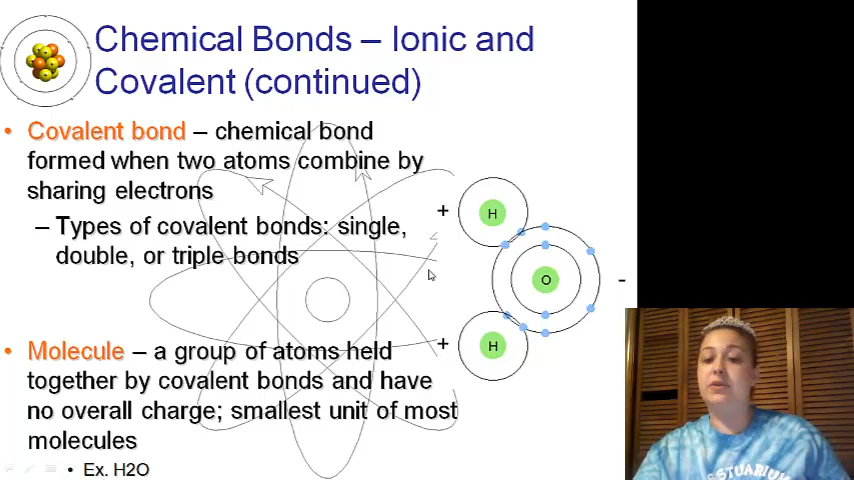 Chemical Bonds – Ionic and
Covalent (continued)
• Covalent bond – chemical bond
formed when two atoms combine by
sharing electrons
– Types of covalent bonds: single,
double, or triple bonds
+
H
O
-
+
H
• Molecule – a group of atoms held
together by covalent bonds and have
no overall charge; smallest unit of most
molecules
• Ex. H2O
STUARIUM